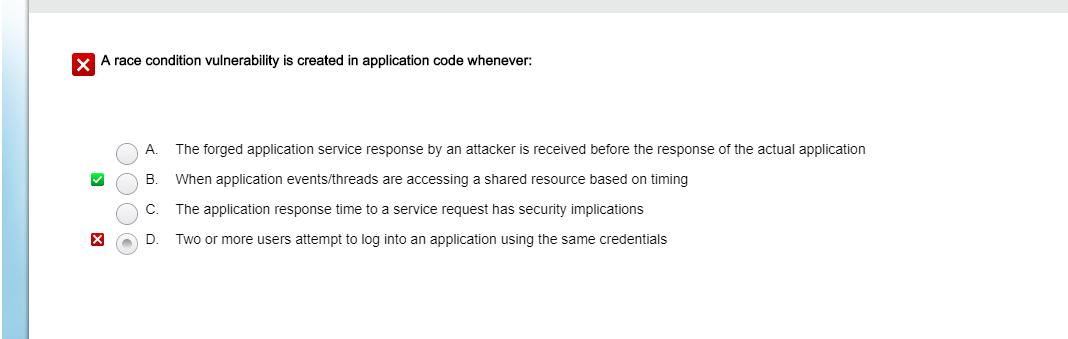 A race condition vulnerability is created in application code whenever:
A. The forged application service response by an attacker is received before the response of the actual application
B. When application events/threads are accessing a shared resource based on timing
C. The application response time to a service request has security implications
D. Two or more users attempt to log into an application using the same credentials